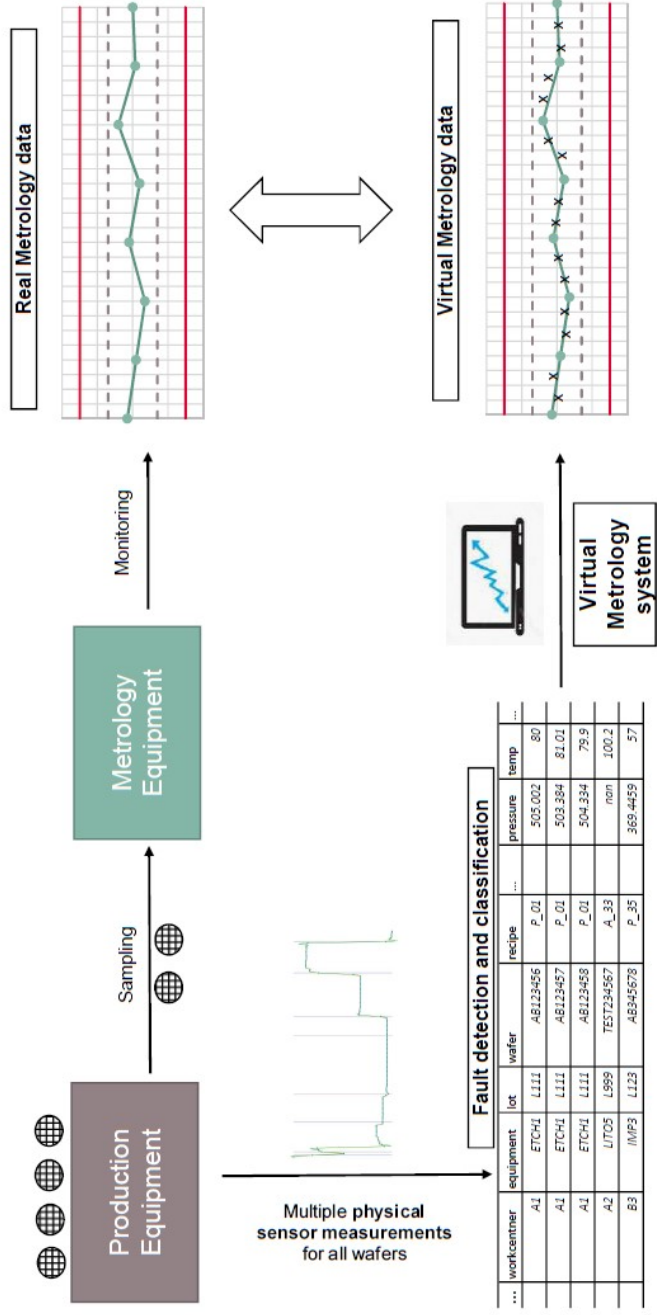 Production
Equipment
Sampling
Metrology
Equipment
Monitoring
Real Metrology data
Multiple physical
sensor measurements
for all wafers
Fault detection and classification
... workcentner equipment lot wafer recipe ... pressure temp ...
A1 ETCH1 L111 AB123456 P_01 505.002 80
A1 ETCH1 L111 AB123457 P_01 503.384 81.01
A1 ETCH1 L111 AB123458 P_01 504.334 79.9
A2 LITO5 L999 TEST234567 A_33 nan 100.2
B3 IMP3 L123 AB345678 P_35 369.4459 57
Virtual
Metrology
system
Virtual Metrology data